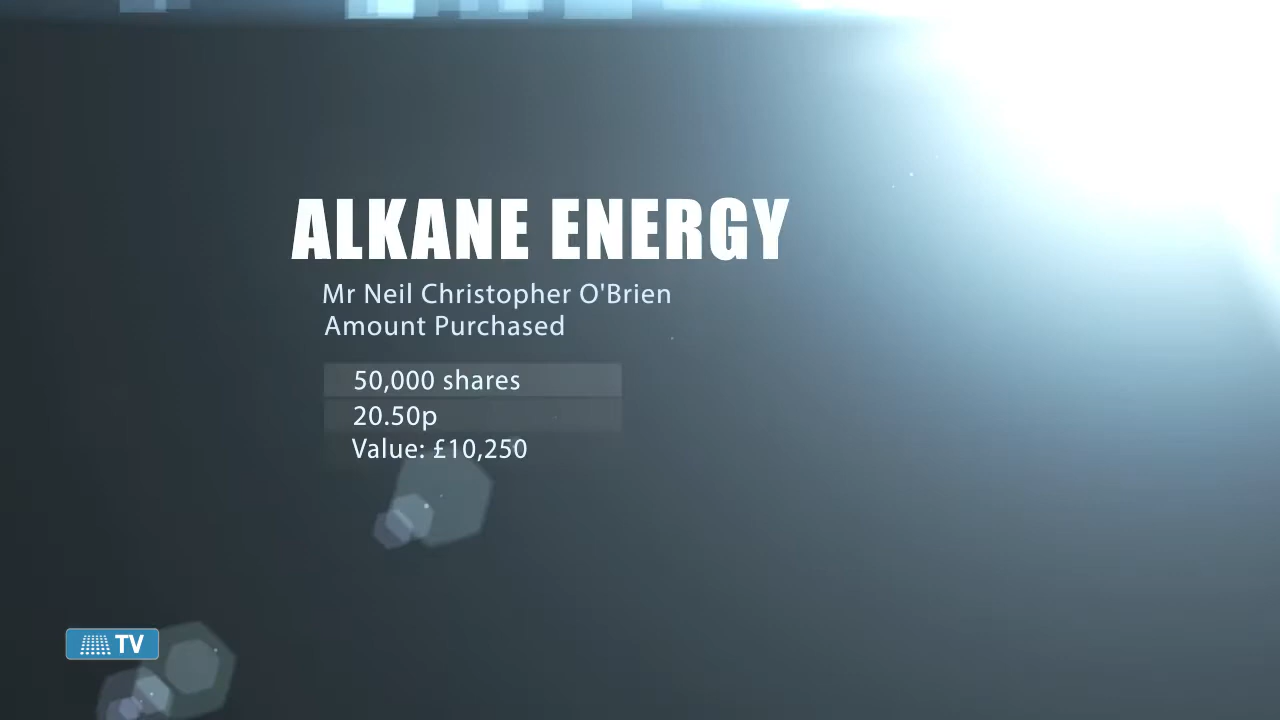 ALKANE ENERGY
Mr Neil Christopher O'Brien
Amount Purchased
50,000 shares
20.50p
Value: £10,250
TV